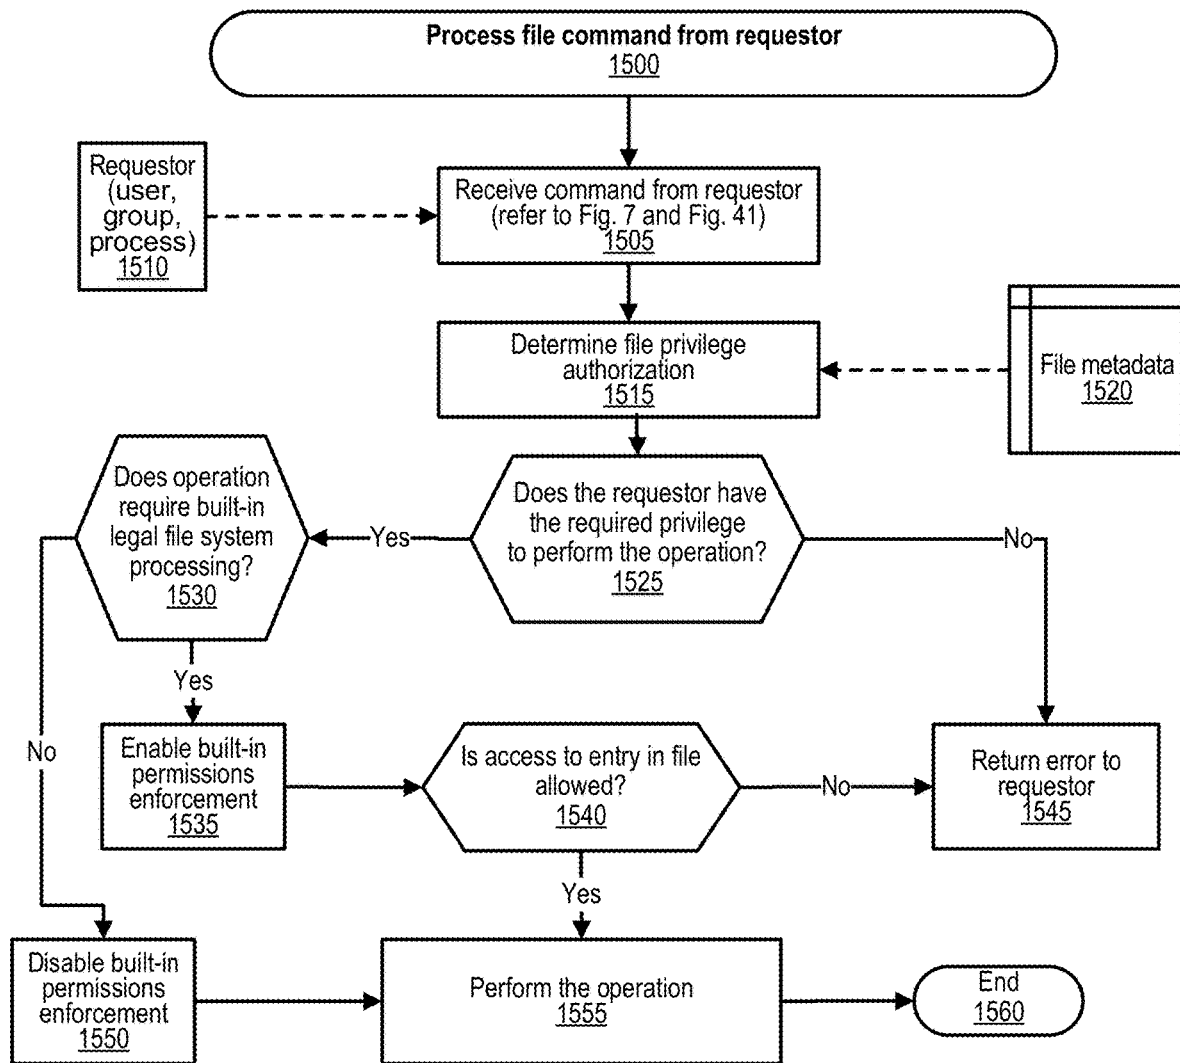 Process file command from requestor
1500
Requestor
(user,
group,
process)
1510
Receive command from requestor
(refer to Fig. 7 and Fig. 41)
1505
Determine file privilege
authorization
1515
File metadata
1520
Does operation
require built-in
legal file system
processing?
1530
Yes
Does the requestor have
the required privilege
to perform the operation?
1525
No
Yes
No
Enable built-in
permissions
enforcement
1535
Is access to entry in file
allowed?
1540
No
Return error to
requestor
1545
Yes
Disable built-in
permissions
enforcement
1550
Perform the operation
1555
End
1560